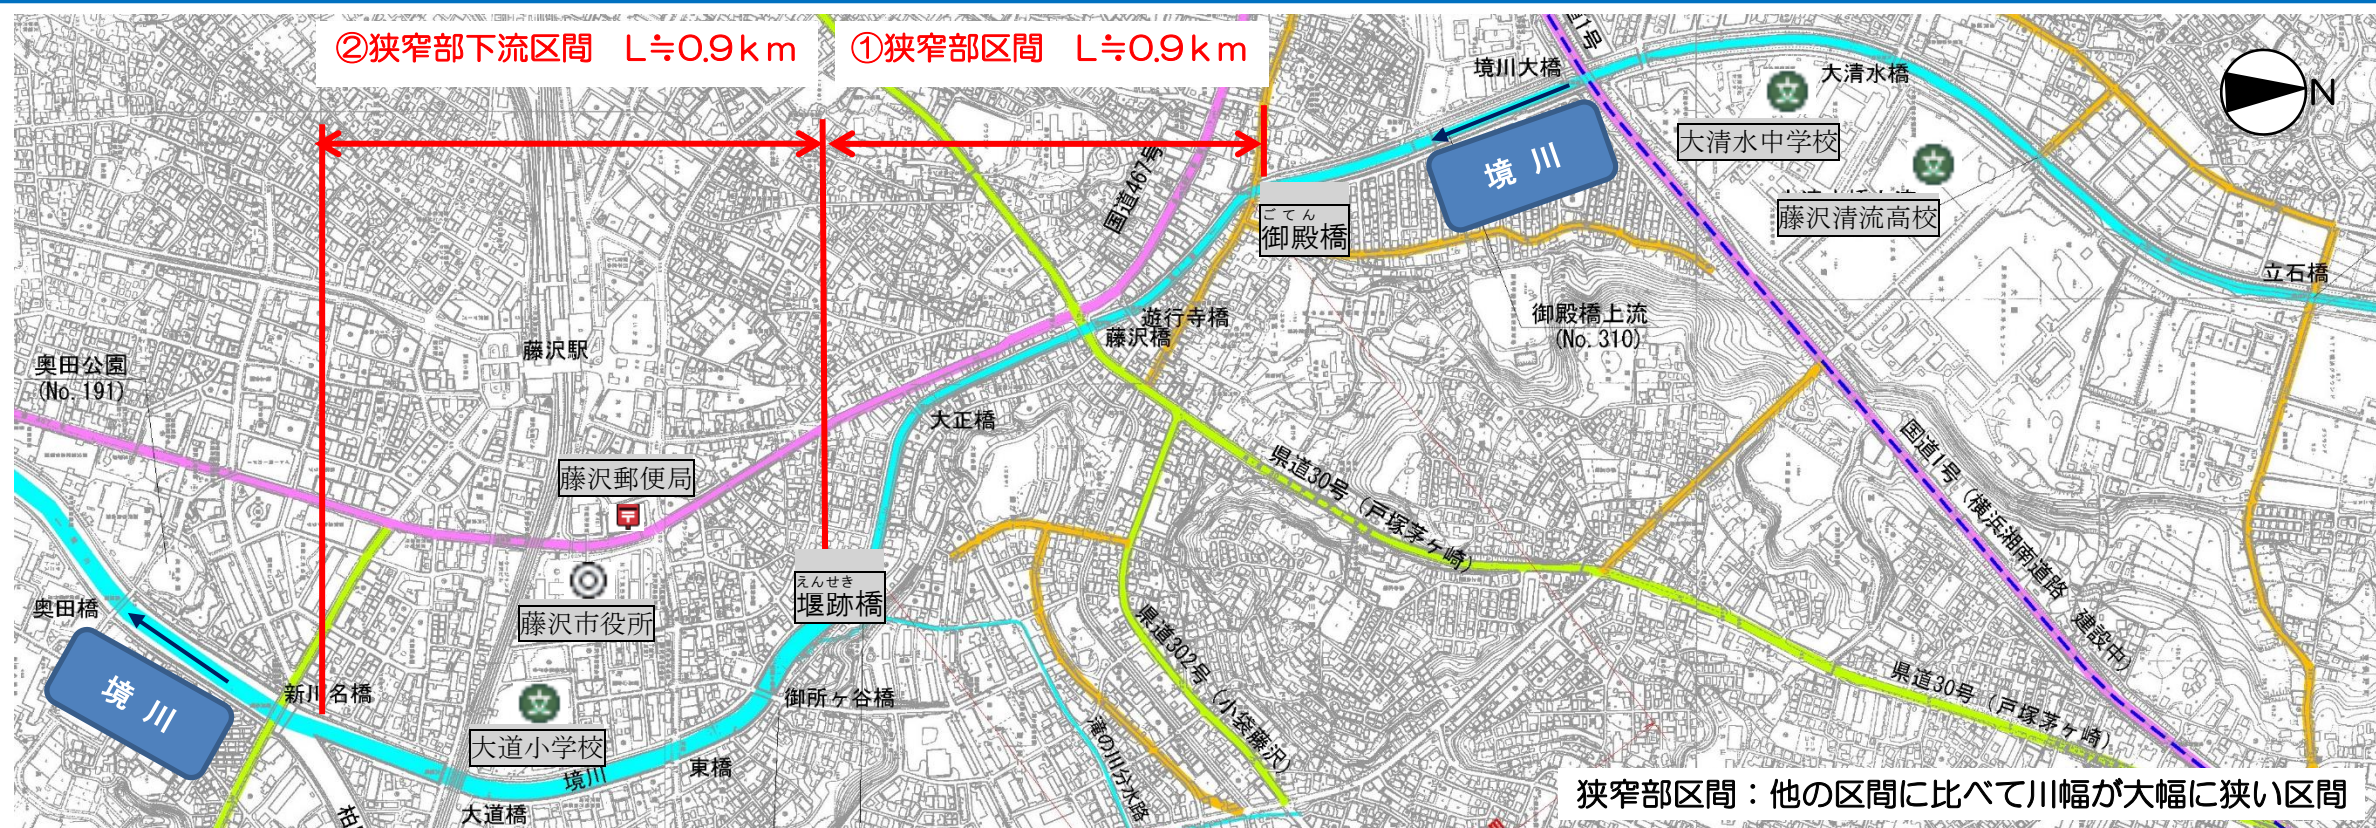 ②狭窄部下流区間 L≒0.9km
①狭窄部区間 L≒0.9km
国道467号
境川大橋
大清水橋
N
大清水中学校
境 川
藤沢清流高校
ごてん
御殿橋
立石橋
御殿橋上流
(No.310)
遊行寺橋
藤沢橋
藤沢駅
奥田公園
(No.191)
大正橋
藤沢郵便局
県道30号（戸塚茅ケ崎）
国道1号（横浜湘南道路 建設中）
えんせき
堰跡橋
藤沢市役所
奥田橋
境 川
新川名橋
御所ヶ谷橋
県道302号（小袋藤沢）
県道30号（戸塚茅ケ崎）
滝の川分水路
大道小学校
境川
東橋
大道橋
狭窄部区間：他の区間に比べて川幅が大幅に狭い区間